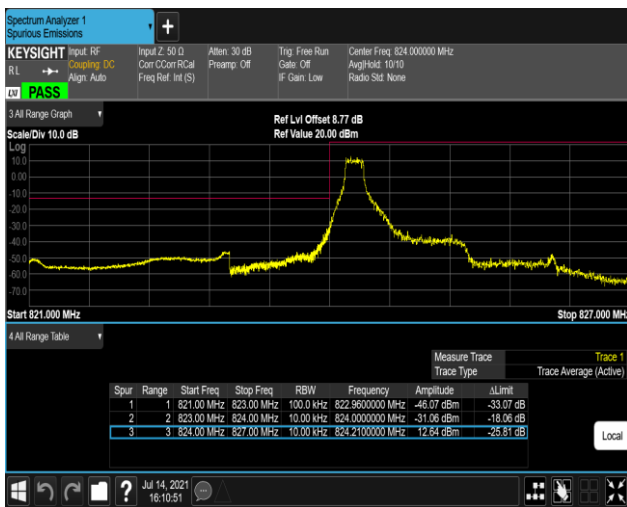 Spectrum Analyzer 1
Spurious Emissions
KEYSIGHT Input: RF Input Z: 50 Ω Atten: 30 dB Trig: Free Run Center Freq: 824.000000 MHz
RL Coupling: DC Corr CCorr RCal Preamp: Off Gate: Off Avg|Hold: 10/10
Align: Auto Freq Ref: Int (S) IF Gain: Low Radio Std: None
LXI PASS
3 All Range Graph
Ref Lvl Offset 8.77 dB
Scale/Div 10.0 dB Ref Value 20.00 dBm
Log
10.0
0.00
-10.0
-20.0
-30.0
-40.0
-50.0
-60.0
-70.0
Start 821.000 MHz Stop 827.000 MHz
4 All Range Table
Measure Trace Trace 1
Trace Type Trace Average (Active)
Spur Range Start Freq Stop Freq RBW Frequency Amplitude ΔLimit
1 1 821.00 MHz 823.00 MHz 100.0 kHz 822.9600000 MHz -46.07 dBm -33.07 dB
2 2 823.00 MHz 824.00 MHz 10.00 kHz 824.0000000 MHz -31.06 dBm -18.06 dB
3 3 824.00 MHz 827.00 MHz 10.00 kHz 824.2100000 MHz 12.64 dBm -25.81 dB
Local
Jul 14, 2021
16:10:51